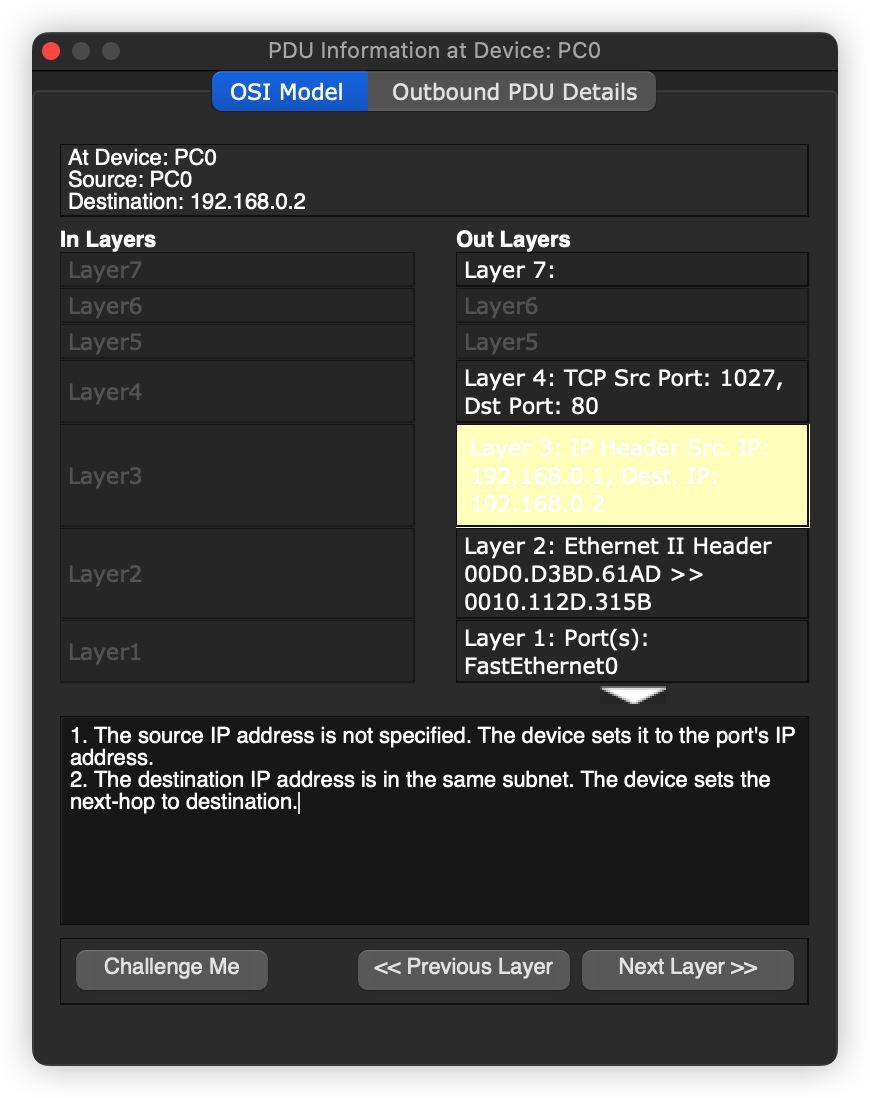 PDU Information at Device: PC0
OSI Model
Outbound PDU Details
At Device: PC0
Source: PC0
Destination: 192.168.0.2
In Layers
Layer7
Layer6
Layer5
Layer4
Layer3
Layer2
Layer1
Out Layers
Layer 7:
Layer6
Layer5
Layer 4: TCP Src Port: 1027,
Dst Port: 80
Layer 3: IP Header Src. IP:
192.168.0.1, Dest. IP:
192.168.0.2
Layer 2: Ethernet II Header
00D0.D3BD.61AD >>
0010.112D.315B
Layer 1: Port(s):
FastEthernet0
1. The source IP address is not specified. The device sets it to the port's IP
address.
2. The destination IP address is in the same subnet. The device sets the
next-hop to destination.
Challenge Me
<< Previous Layer
Next Layer >>